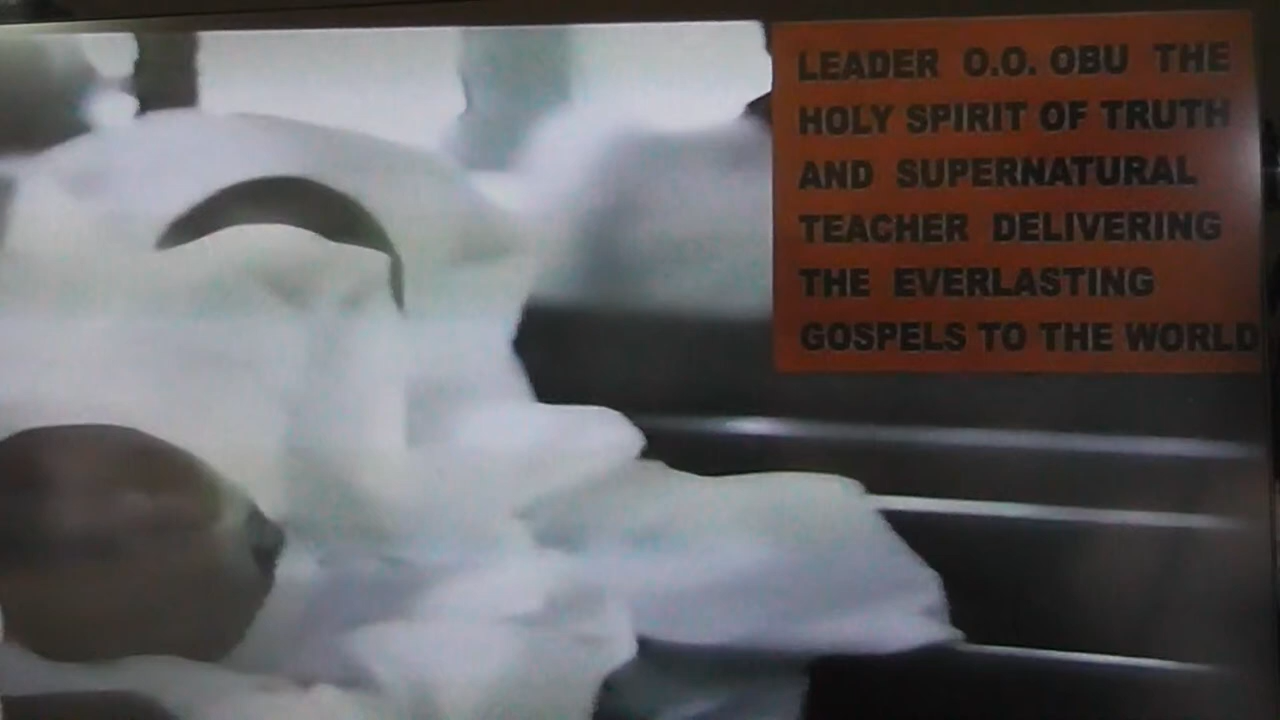 LEADER O.O. OBU THE
HOLY SPIRIT OF TRUTH
AND SUPERNATURAL
TEACHER DELIVERING
THE EVERLASTING
GOSPELS TO THE WORLD